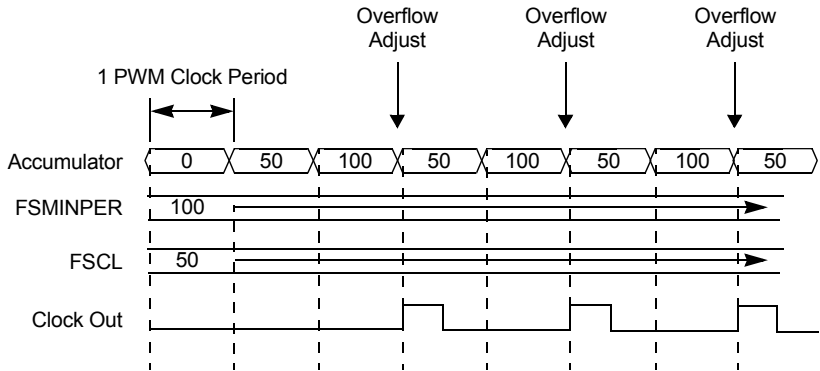 Overflow Adjust
Overflow Adjust
Overflow Adjust
1 PWM Clock Period
Accumulator 0 50 100 50 100 50 100 50
FSMINPER 100
FSCL 50
Clock Out